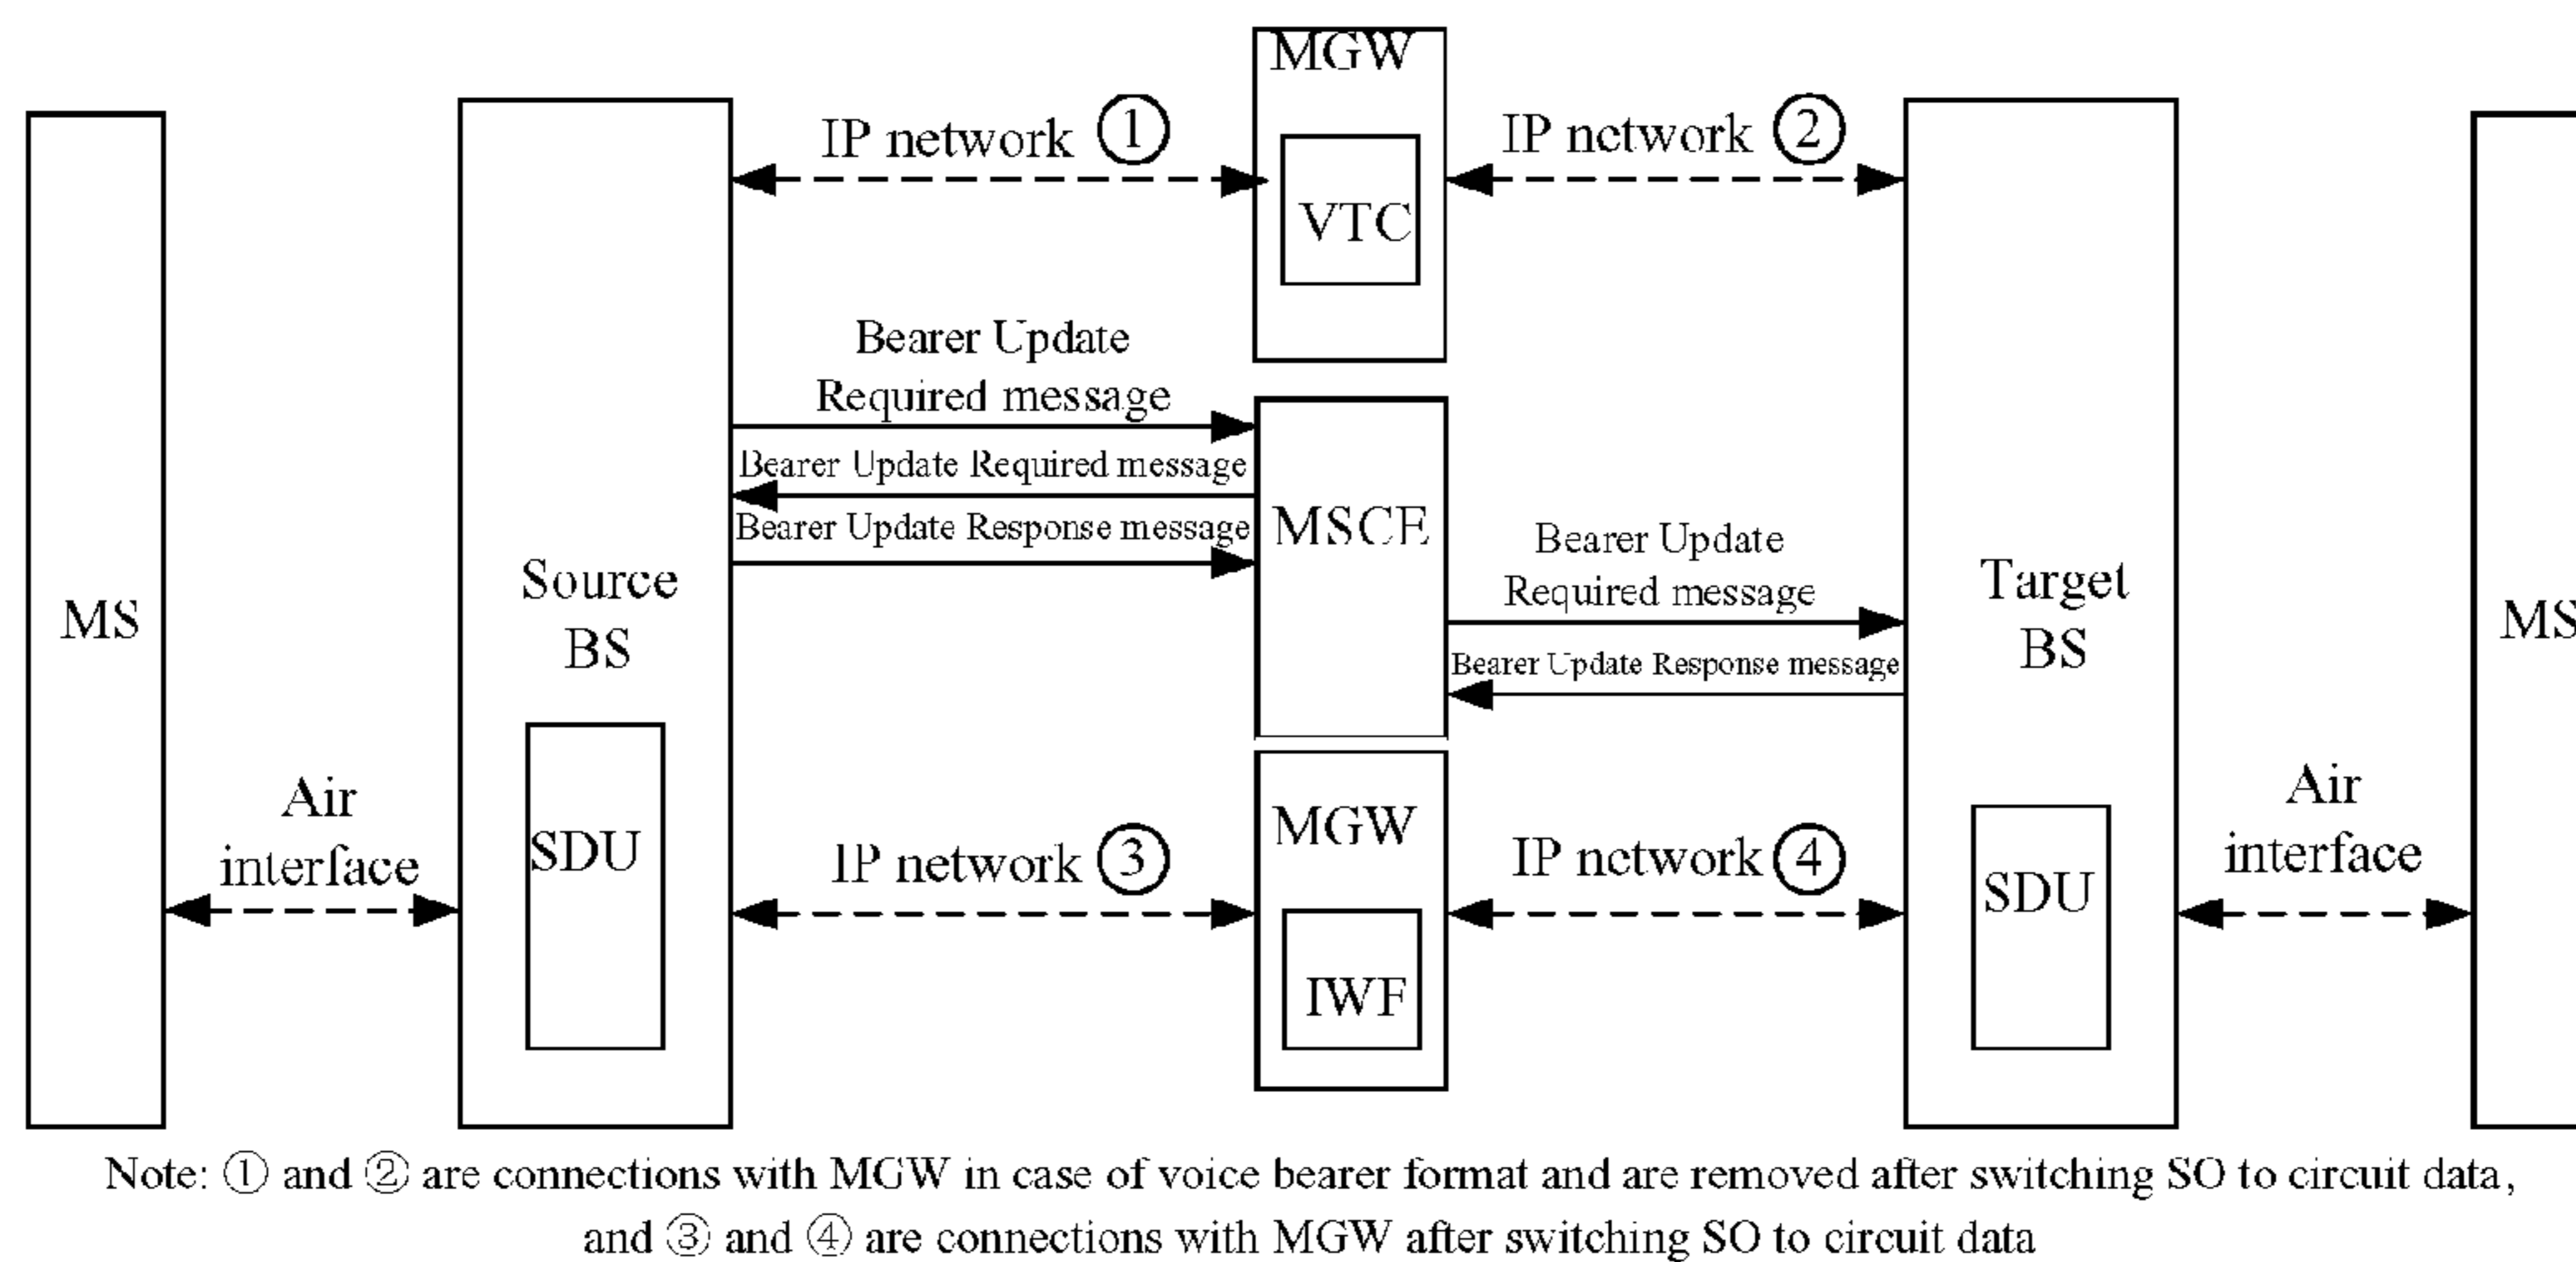 MGW
IP network ①
IP network ②
VTC
Bearer Update
Required message
Bearer Update Required message
Bearer Update Response message
MSCE
Bearer Update
Required message
Bearer Update Response message
MS
Source
BS
Target
BS
MS
Air
interface
SDU
IP network ③
MGW
IWF
IP network ④
SDU
Air
interface
Note: ① and ② are connections with MGW in case of voice bearer format and are removed after switching SO to circuit data,
and ③ and ④ are connections with MGW after switching SO to circuit data